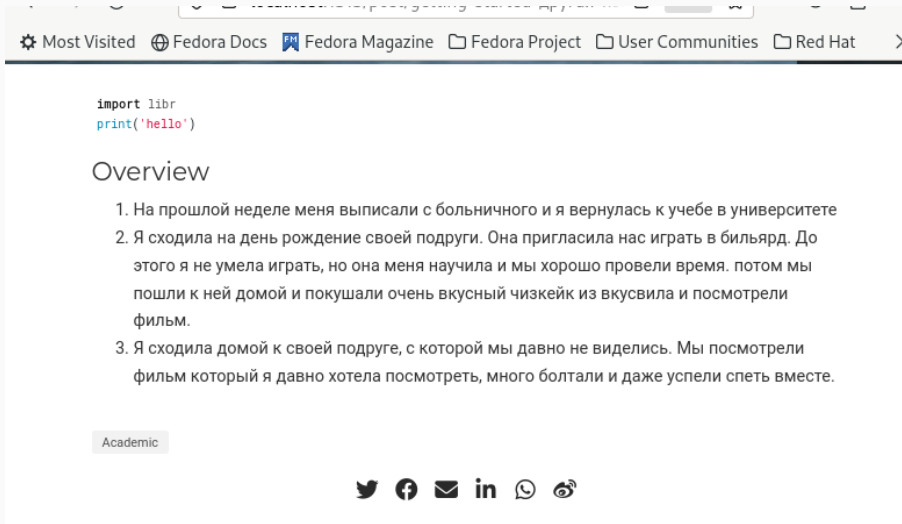 Most Visited Fedora Docs FM Fedora Magazine Fedora Project User Communities Red Hat
import libr
print('hello')
Overview
1. На прошлой неделе меня выписали с больничного и я вернулась к учебе в университете
2. Я сходила на день рождение своей подруги. Она пригласила нас играть в бильярд. До
этого я не умела играть, но она меня научила и мы хорошо провели время. потом мы
пошли к ней домой и покушали очень вкусный чизкейк из вкусвила и посмотрели
фильм.
3. Я сходила домой к своей подруге, с которой мы давно не виделись. Мы посмотрели
фильм который я давно хотела посмотреть, много болтали и даже успели спеть вместе.
Academic